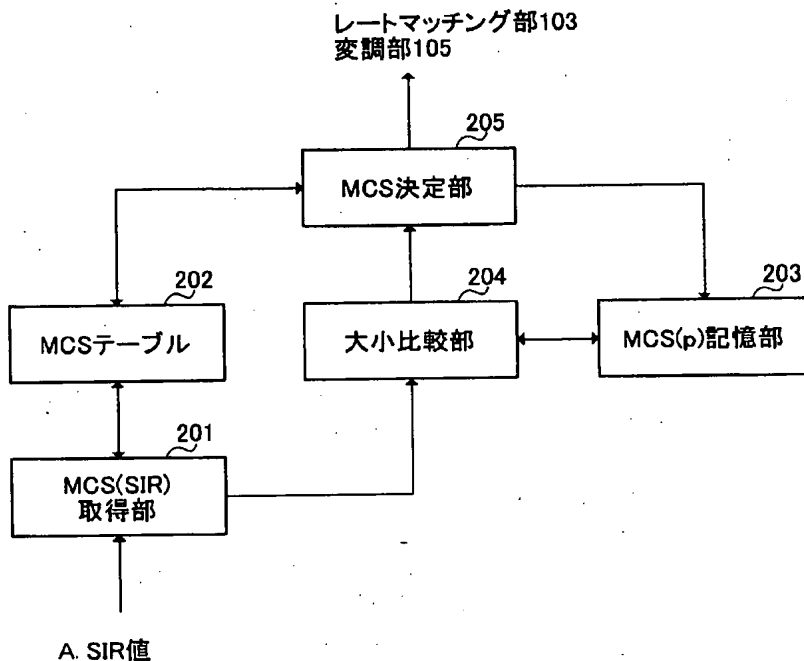 レートマッチング部103
変調部105
205
MCS決定部
202
MCSテーブル
204
大小比較部
203
MCS(p)記憶部
201
MCS(SIR)
取得部
A. SIR値